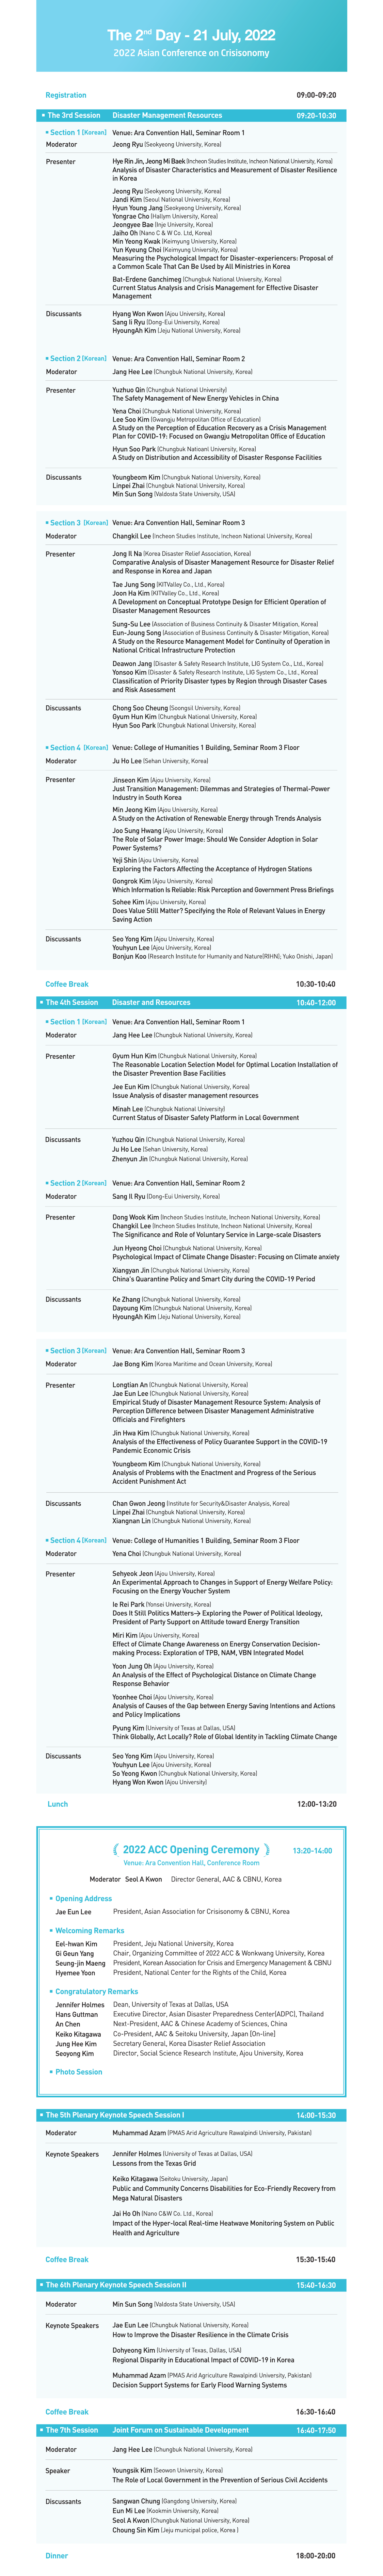 The 2nd Day - 21 July, 2022
2022 Asian Conference on Crisisonomy
Registration 09:00-09:20
The 3rd Session Disaster Management Resources 09:20-10:30
Section 1 [Korean] Venue: Ara Convention Hall, Seminar Room 1
Moderator Jeong Ryu (Seokyeong University, Korea)
Presenter Hye Rin Jin, Jeong Mi Baek (Incheon Studies Institute, Incheon National University, Korea)
Analysis of Disaster Characteristics and Measurement of Disaster Resilience
in Korea
Jeong Ryu (Seokyeong University, Korea)
Jandi Kim (Seoul National University, Korea)
Hyun Young Jang (Seokyeong University, Korea)
Yongrae Cho (Hallym University, Korea)
Jeongyee Bae (Inje University, Korea)
Jaiho Oh (Nano C & W Co. Ltd, Korea)
Min Yeong Kwak (Keimyung University, Korea)
Yun Kyeung Choi (Keimyung University, Korea)
Measuring the Psychological Impact for Disaster-experiencers: Proposal of
a Common Scale That Can Be Used by All Ministries in Korea
Bat-Erdene Ganchimeg (Chungbuk National University, Korea)
Current Status Analysis and Crisis Management for Effective Disaster
Management
Discussants Hyang Won Kwon (Ajou University, Korea)
Sang Il Ryu (Dong-Eui University, Korea)
HyoungAh Kim (Jeju National University, Korea)
Section 2 [Korean] Venue: Ara Convention Hall, Seminar Room 2
Moderator Jang Hee Lee (Chungbuk National University, Korea)
Presenter Yuzhuo Qin (Chungbuk National University)
The Safety Management of New Energy Vehicles in China
Yena Choi (Chungbuk National University, Korea)
Lee Soo Kim (Gwangju Metropolitan Office of Education)
A Study on the Perception of Education Recovery as a Crisis Management
Plan for COVID-19: Focused on Gwangju Metropolitan Office of Education
Hyun Soo Park (Chungbuk Natioanl University, Korea)
A Study on Distribution and Accessibility of Disaster Response Facilities
Discussants Youngbeom Kim (Chungbuk National University, Korea)
Linpei Zhai (Chungbuk National University, Korea)
Min Sun Song (Valdosta State University, USA)
Section 3 [Korean] Venue: Ara Convention Hall, Seminar Room 3
Moderator Changkil Lee (Incheon Studies Institute, Incheon National University, Korea)
Presenter Jong Il Na (Korea Disaster Relief Association, Korea)
Comparative Analysis of Disaster Management Resource for Disaster Relief
and Response in Korea and Japan
Tae Jung Song (KITValley Co., Ltd., Korea)
Joon Ha Kim (KITValley Co., Ltd., Korea)
A Development on Conceptual Prototype Design for Efficient Operation of
Disaster Management Resources
Sung-Su Lee (Association of Business Continuity & Disaster Mitigation, Korea)
Eun-Joung Song (Association of Business Continuity & Disaster Mitigation, Korea)
A Study on the Resource Management Model for Continuity of Operation in
National Critical Infrastructure Protection
Deawon Jang (Disaster & Safety Research Institute, LIG System Co., Ltd., Korea)
Yonsoo Kim (Disaster & Safety Research Institute, LIG System Co., Ltd., Korea)
Classification of Priority Disaster types by Region through Disaster Cases
and Risk Assessment
Discussants Chong Soo Cheung (Soongsil University, Korea)
Gyum Hun Kim (Chungbuk National University, Korea)
Hyun Soo Park (Chungbuk National University, Korea)
Section 4 [Korean] Venue: College of Humanities 1 Building, Seminar Room 3 Floor
Moderator Ju Ho Lee (Sehan University, Korea)
Presenter Jinseon Kim (Ajou University, Korea)
Just Transition Management: Dilemmas and Strategies of Thermal-Power
Industry in South Korea
Min Jeong Kim (Ajou University, Korea)
A Study on the Activation of Renewable Energy through Trends Analysis
Joo Sung Hwang (Ajou University, Korea)
The Role of Solar Power Image: Should We Consider Adoption in Solar
Power Systems?
Yeji Shin (Ajou University, Korea)
Exploring the Factors Affecting the Acceptance of Hydrogen Stations
Gongrok Kim (Ajou University, Korea)
Which Information Is Reliable: Risk Perception and Government Press Briefings
Sohee Kim (Ajou University, Korea)
Does Value Still Matter? Specifying the Role of Relevant Values in Energy
Saving Action
Discussants Seo Yong Kim (Ajou University, Korea)
Youhyun Lee (Ajou University, Korea)
Bonjun Koo (Research Institute for Humanity and Nature(RIHN); Yuko Onishi, Japan)
Coffee Break 10:30-10:40
The 4th Session Disaster and Resources 10:40-12:00
Section 1 [Korean] Venue: Ara Convention Hall, Seminar Room 1
Moderator Jang Hee Lee (Chungbuk National University, Korea)
Presenter Gyum Hun Kim (Chungbuk National University, Korea)
The Reasonable Location Selection Model for Optimal Location Installation of
the Disaster Prevention Base Facilities
Jee Eun Kim (Chungbuk National University, Korea)
Issue Analysis of disaster management resources
Minah Lee (Chungbuk National University)
Current Status of Disaster Safety Platform in Local Government
Discussants Yuzhou Qin (Chungbuk National University, Korea)
Ju Ho Lee (Sehan University, Korea)
Zhenyun Jin (Chungbuk National University, Korea)
Section 2 [Korean] Venue: Ara Convention Hall, Seminar Room 2
Moderator Sang Il Ryu (Dong-Eui University, Korea)
Presenter Dong Wook Kim (Incheon Studies Institute, Incheon National University, Korea)
Changkil Lee (Incheon Studies Institute, Incheon National University, Korea)
The Significance and Role of Voluntary Service in Large-scale Disasters
Jun Hyeong Choi (Chungbuk National University, Korea)
Psychological Impact of Climate Change Disaster: Focusing on Climate anxiety
Xiangyan Jin (Chungbuk National University, Korea)
China's Quarantine Policy and Smart City during the COVID-19 Period
Discussants Ke Zhang (Chungbuk National University, Korea)
Dayoung Kim (Chungbuk National University, Korea)
HyoungAh Kim (Jeju National University, Korea)
Section 3 [Korean] Venue: Ara Convention Hall, Seminar Room 3
Moderator Jae Bong Kim (Korea Maritime and Ocean University, Korea)
Presenter Longtian An (Chungbuk National University, Korea)
Jae Eun Lee (Chungbuk National University, Korea)
Empirical Study of Disaster Management Resource System: Analysis of
Perception Difference between Disaster Management Administrative
Officials and Firefighters
Jin Hwa Kim (Chungbuk National University, Korea)
Analysis of the Effectiveness of Policy Guarantee Support in the COVID-19
Pandemic Economic Crisis
Youngbeom Kim (Chungbuk National University, Korea)
Analysis of Problems with the Enactment and Progress of the Serious
Accident Punishment Act
Discussants Chan Gwon Jeong (Institute for Security&Disaster Analysis, Korea)
Linpei Zhai (Chungbuk National University, Korea)
Xiangnan Lin (Chungbuk National University, Korea)
Section 4 [Korean] Venue: College of Humanities 1 Building, Seminar Room 3 Floor
Moderator Yena Choi (Chungbuk National University, Korea)
Presenter Sehyeok Jeon (Ajou University, Korea)
An Experimental Approach to Changes in Support of Energy Welfare Policy:
Focusing on the Energy Voucher System
Ie Rei Park (Yonsei University, Korea)
Does It Still Politics Matters→ Exploring the Power of Political Ideology,
President of Party Support on Attitude toward Energy Transition
Miri Kim (Ajou University, Korea)
Effect of Climate Change Awareness on Energy Conservation Decision-
making Process: Exploration of TPB, NAM, VBN Integrated Model
Yoon Jung Oh (Ajou University, Korea)
An Analysis of the Effect of Psychological Distance on Climate Change
Response Behavior
Yoonhee Choi (Ajou University, Korea)
Analysis of Causes of the Gap between Energy Saving Intentions and Actions
and Policy Implications
Pyung Kim (University of Texas at Dallas, USA)
Think Globally, Act Locally? Role of Global Identity in Tackling Climate Change
Discussants Seo Yong Kim (Ajou University, Korea)
Youhyun Lee (Ajou University, Korea)
So Yeong Kwon (Chungbuk National University, Korea)
Hyang Won Kwon (Ajou University)
Lunch 12:00-13:20
2022 ACC Opening Ceremony 13:20-14:00
Venue: Ara Convention Hall, Conference Room
Moderator Seol A Kwon Director General, AAC & CBNU, Korea
Opening Address
Jae Eun Lee President, Asian Association for Crisisonomy & CBNU, Korea
Welcoming Remarks
Eel-hwan Kim President, Jeju National University, Korea
Gi Geun Yang Chair, Organizing Committee of 2022 ACC & Wonkwang University, Korea
Seung-jin Maeng President, Korean Association for Crisis and Emergency Management & CBNU
Hyemee Yoon President, National Center for the Rights of the Child, Korea
Congratulatory Remarks
Jennifer Holmes Dean, University of Texas at Dallas, USA
Hans Guttman Executive Director, Asian Disaster Preparedness Center(ADPC), Thailand
An Chen Next-President, AAC & Chinese Academy of Sciences, China
Keiko Kitagawa Co-President, AAC & Seitoku University, Japan [On-line]
Jung Hee Kim Secretary General, Korea Disaster Relief Association
Seoyong Kim Director, Social Science Research Institute, Ajou University, Korea
Photo Session
The 5th Plenary Keynote Speech Session I 14:00-15:30
Moderator Muhammad Azam (PMAS Arid Agriculture Rawalpindi University, Pakistan)
Keynote Speakers Jennifer Holmes (University of Texas at Dallas, USA)
Lessons from the Texas Grid
Keiko Kitagawa (Seitoku University, Japan)
Public and Community Concerns Disabilities for Eco-Friendly Recovery from
Mega Natural Disasters
Jai Ho Oh (Nano C&W Co. Ltd., Korea)
Impact of the Hyper-local Real-time Heatwave Monitoring System on Public
Health and Agriculture
Coffee Break 15:30-15:40
The 6th Plenary Keynote Speech Session II 15:40-16:30
Moderator Min Sun Song (Valdosta State University, USA)
Keynote Speakers Jae Eun Lee (Chungbuk National University, Korea)
How to Improve the Disaster Resilience in the Climate Crisis
Dohyeong Kim (University of Texas, Dallas, USA)
Regional Disparity in Educational Impact of COVID-19 in Korea
Muhammad Azam (PMAS Arid Agriculture Rawalpindi University, Pakistan)
Decision Support Systems for Early Flood Warning Systems
Coffee Break 16:30-16:40
The 7th Session Joint Forum on Sustainable Development 16:40-17:50
Moderator Jang Hee Lee (Chungbuk National University, Korea)
Speaker Youngsik Kim (Seowon University, Korea)
The Role of Local Government in the Prevention of Serious Civil Accidents
Discussants Sangwan Chung (Gangdong University, Korea)
Eun Mi Lee (Kookmin University, Korea)
Seol A Kwon (Chungbuk National University, Korea)
Choung Sin Kim (Jeju municipal police, Korea )
Dinner 18:00-20:00